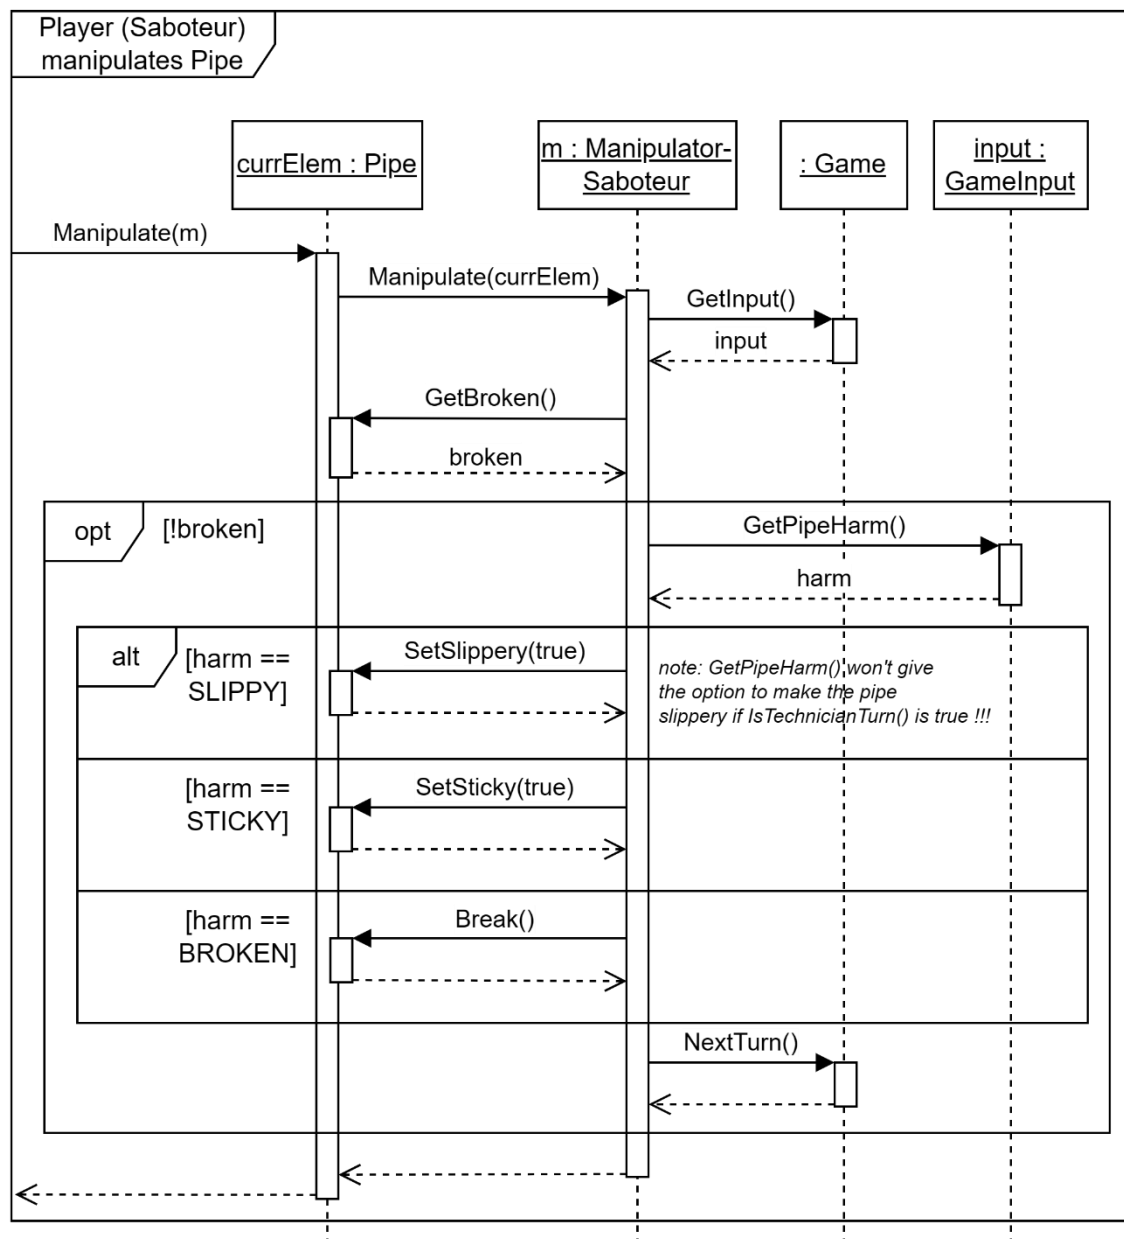 Player (Saboteur)
manipulates Pipe
currElem : Pipe
m : Manipulator-
Saboteur
: Game
input :
GameInput
Manipulate(m)
Manipulate(currElem)
GetInput()
input
GetBroken()
broken
opt
[!broken]
GetPipeHarm()
harm
alt
[harm ==
SLIPPY]
SetSlippery(true)
note: GetPipeHarm() won't give
the option to make the pipe
slippery if IsTechnicianTurn() is true !!!
[harm ==
STICKY]
SetSticky(true)
[harm ==
BROKEN]
Break()
NextTurn()